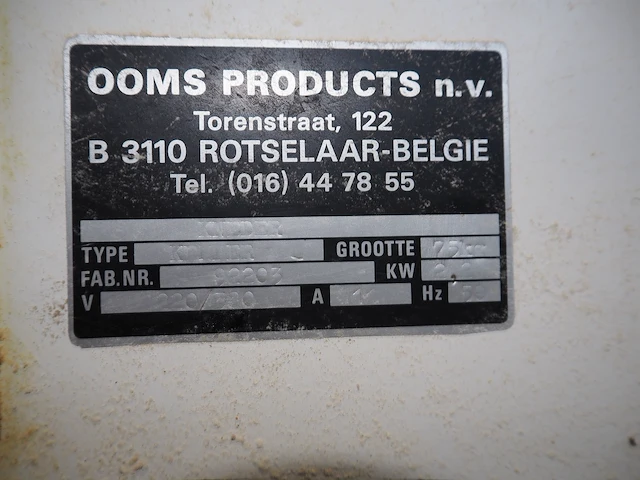 OOMS PRODUCTS n.v.
Torenstraat, 122
B 3110 ROTSELAAR-BELGIE
Tel. (016) 44 78 55
TYPE GROOTTE
FAB.NR. KW
V A Hz